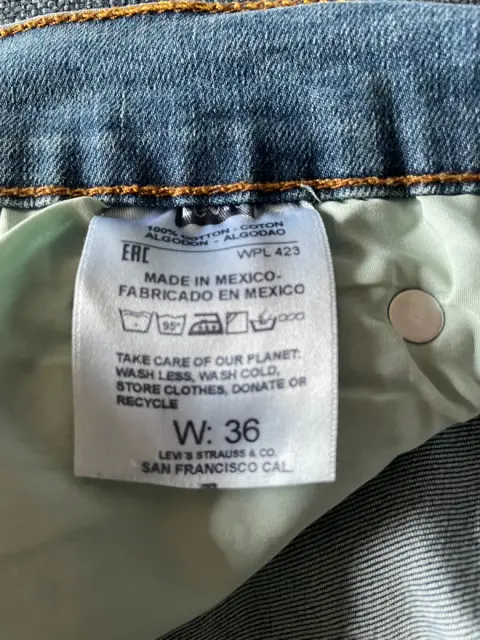 100% COTTON - COTON
ALGODON - ALGODAO
EAC WPL 423
MADE IN MEXICO-
FABRICADO EN MEXICO
95°
TAKE CARE OF OUR PLANET:
WASH LESS, WASH COLD,
STORE CLOTHES, DONATE OR
RECYCLE
W: 36
LEVI'S STRAUSS & CO.
SAN FRANCISCO CAL.